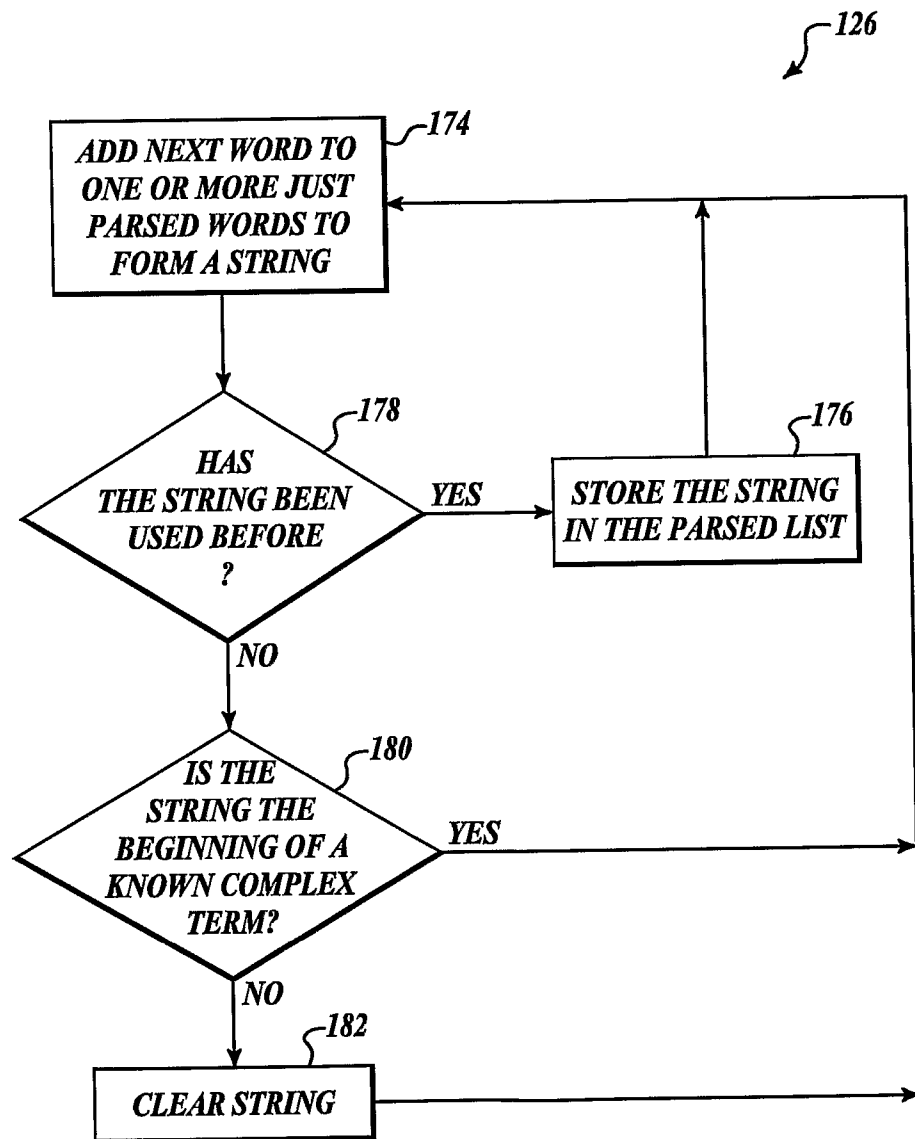 126
174
ADD NEXT WORD TO
ONE OR MORE JUST
PARSED WORDS TO
FORM A STRING
178
HAS
THE STRING BEEN
USED BEFORE
?
YES
176
STORE THE STRING
IN THE PARSED LIST
NO
180
IS THE
STRING THE
BEGINNING OF A
KNOWN COMPLEX
TERM?
YES
NO
182
CLEAR STRING